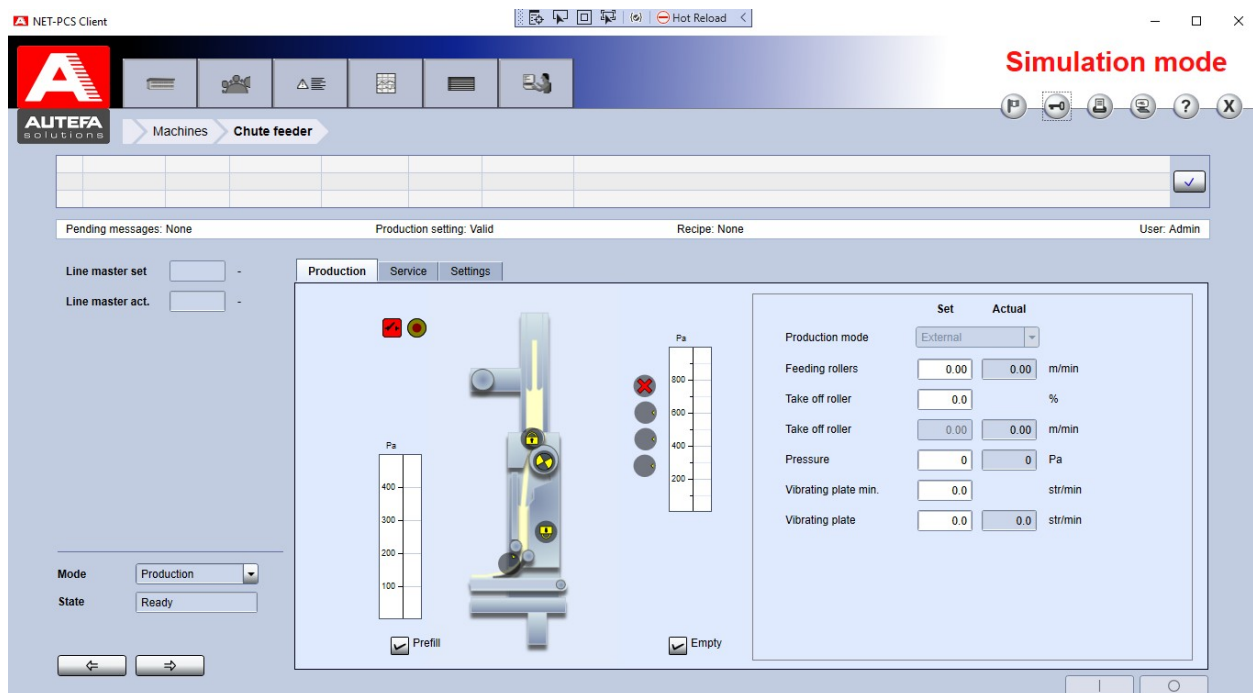 NET-PCS Client
Hot Reload
Simulation mode
AUTEFA
solutions
Machines
Chute feeder
Pending messages: None
Production setting: Valid
Recipe: None
User: Admin
Line master set
-
Line master act.
-
Production
Service
Settings
Pa
800
600
400
200
Pa
400
300
200
100
Prefill
Empty
Set Actual
Production mode External
Feeding rollers 0.00 0.00 m/min
Take off roller 0.0 %
Take off roller 0.00 0.00 m/min
Pressure 0 0 Pa
Vibrating plate min. 0.0 str/min
Vibrating plate 0.0 0.0 str/min
Mode Production
State Ready